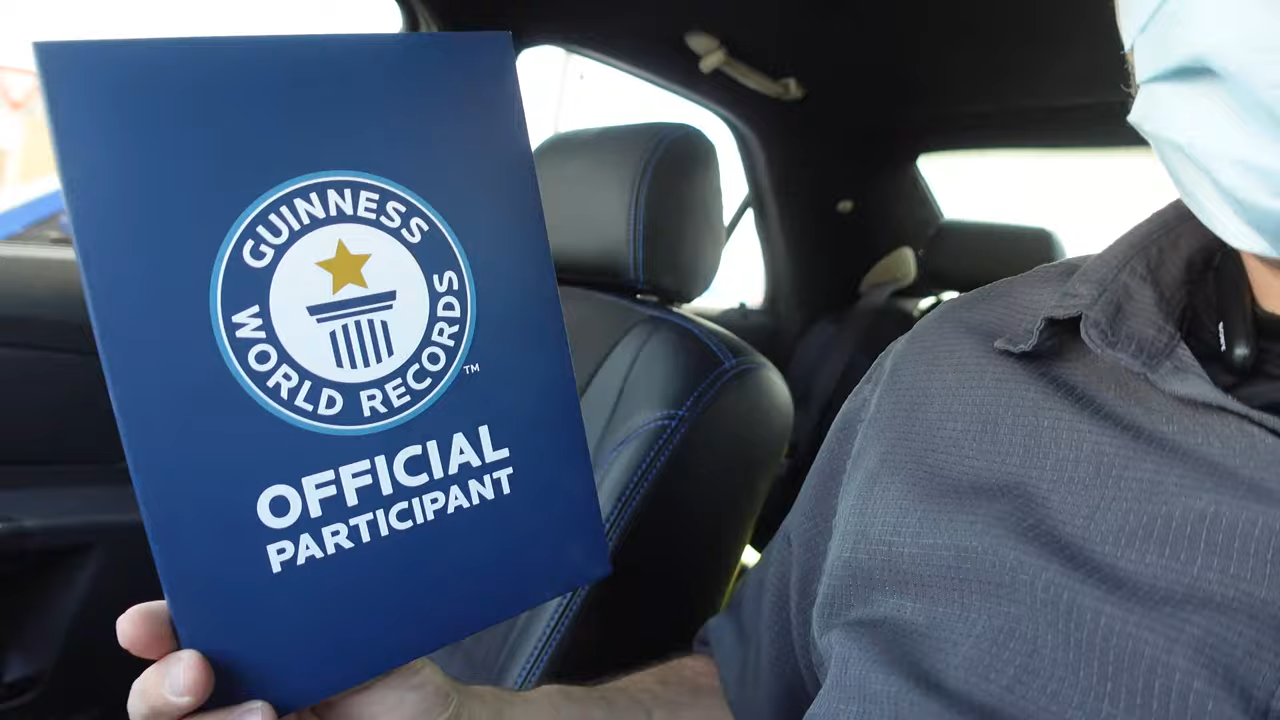 GUINNESS
WORLD RECORDS
TM
OFFICIAL
PARTICIPANT